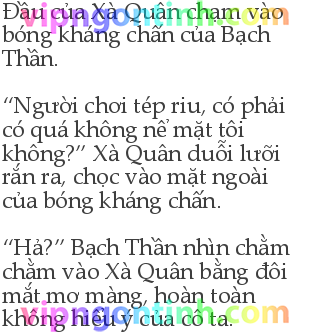 Đầu của Xà Quân chạm vào
bóng kháng chấn của Bạch
Thần.
“Người chơi tép riu, có phải
có quá không nể mặt tôi
không?” Xà Quân duỗi lưỡi
rắn ra, chọc vào mặt ngoài
của bóng kháng chấn.
“Hả?” Bạch Thần nhìn chằm
chằm vào Xà Quân bằng đôi
mắt mơ màng, hoàn toàn
không hiểu ý của cô ta.
vipngontinh.com
vipngontinh.com